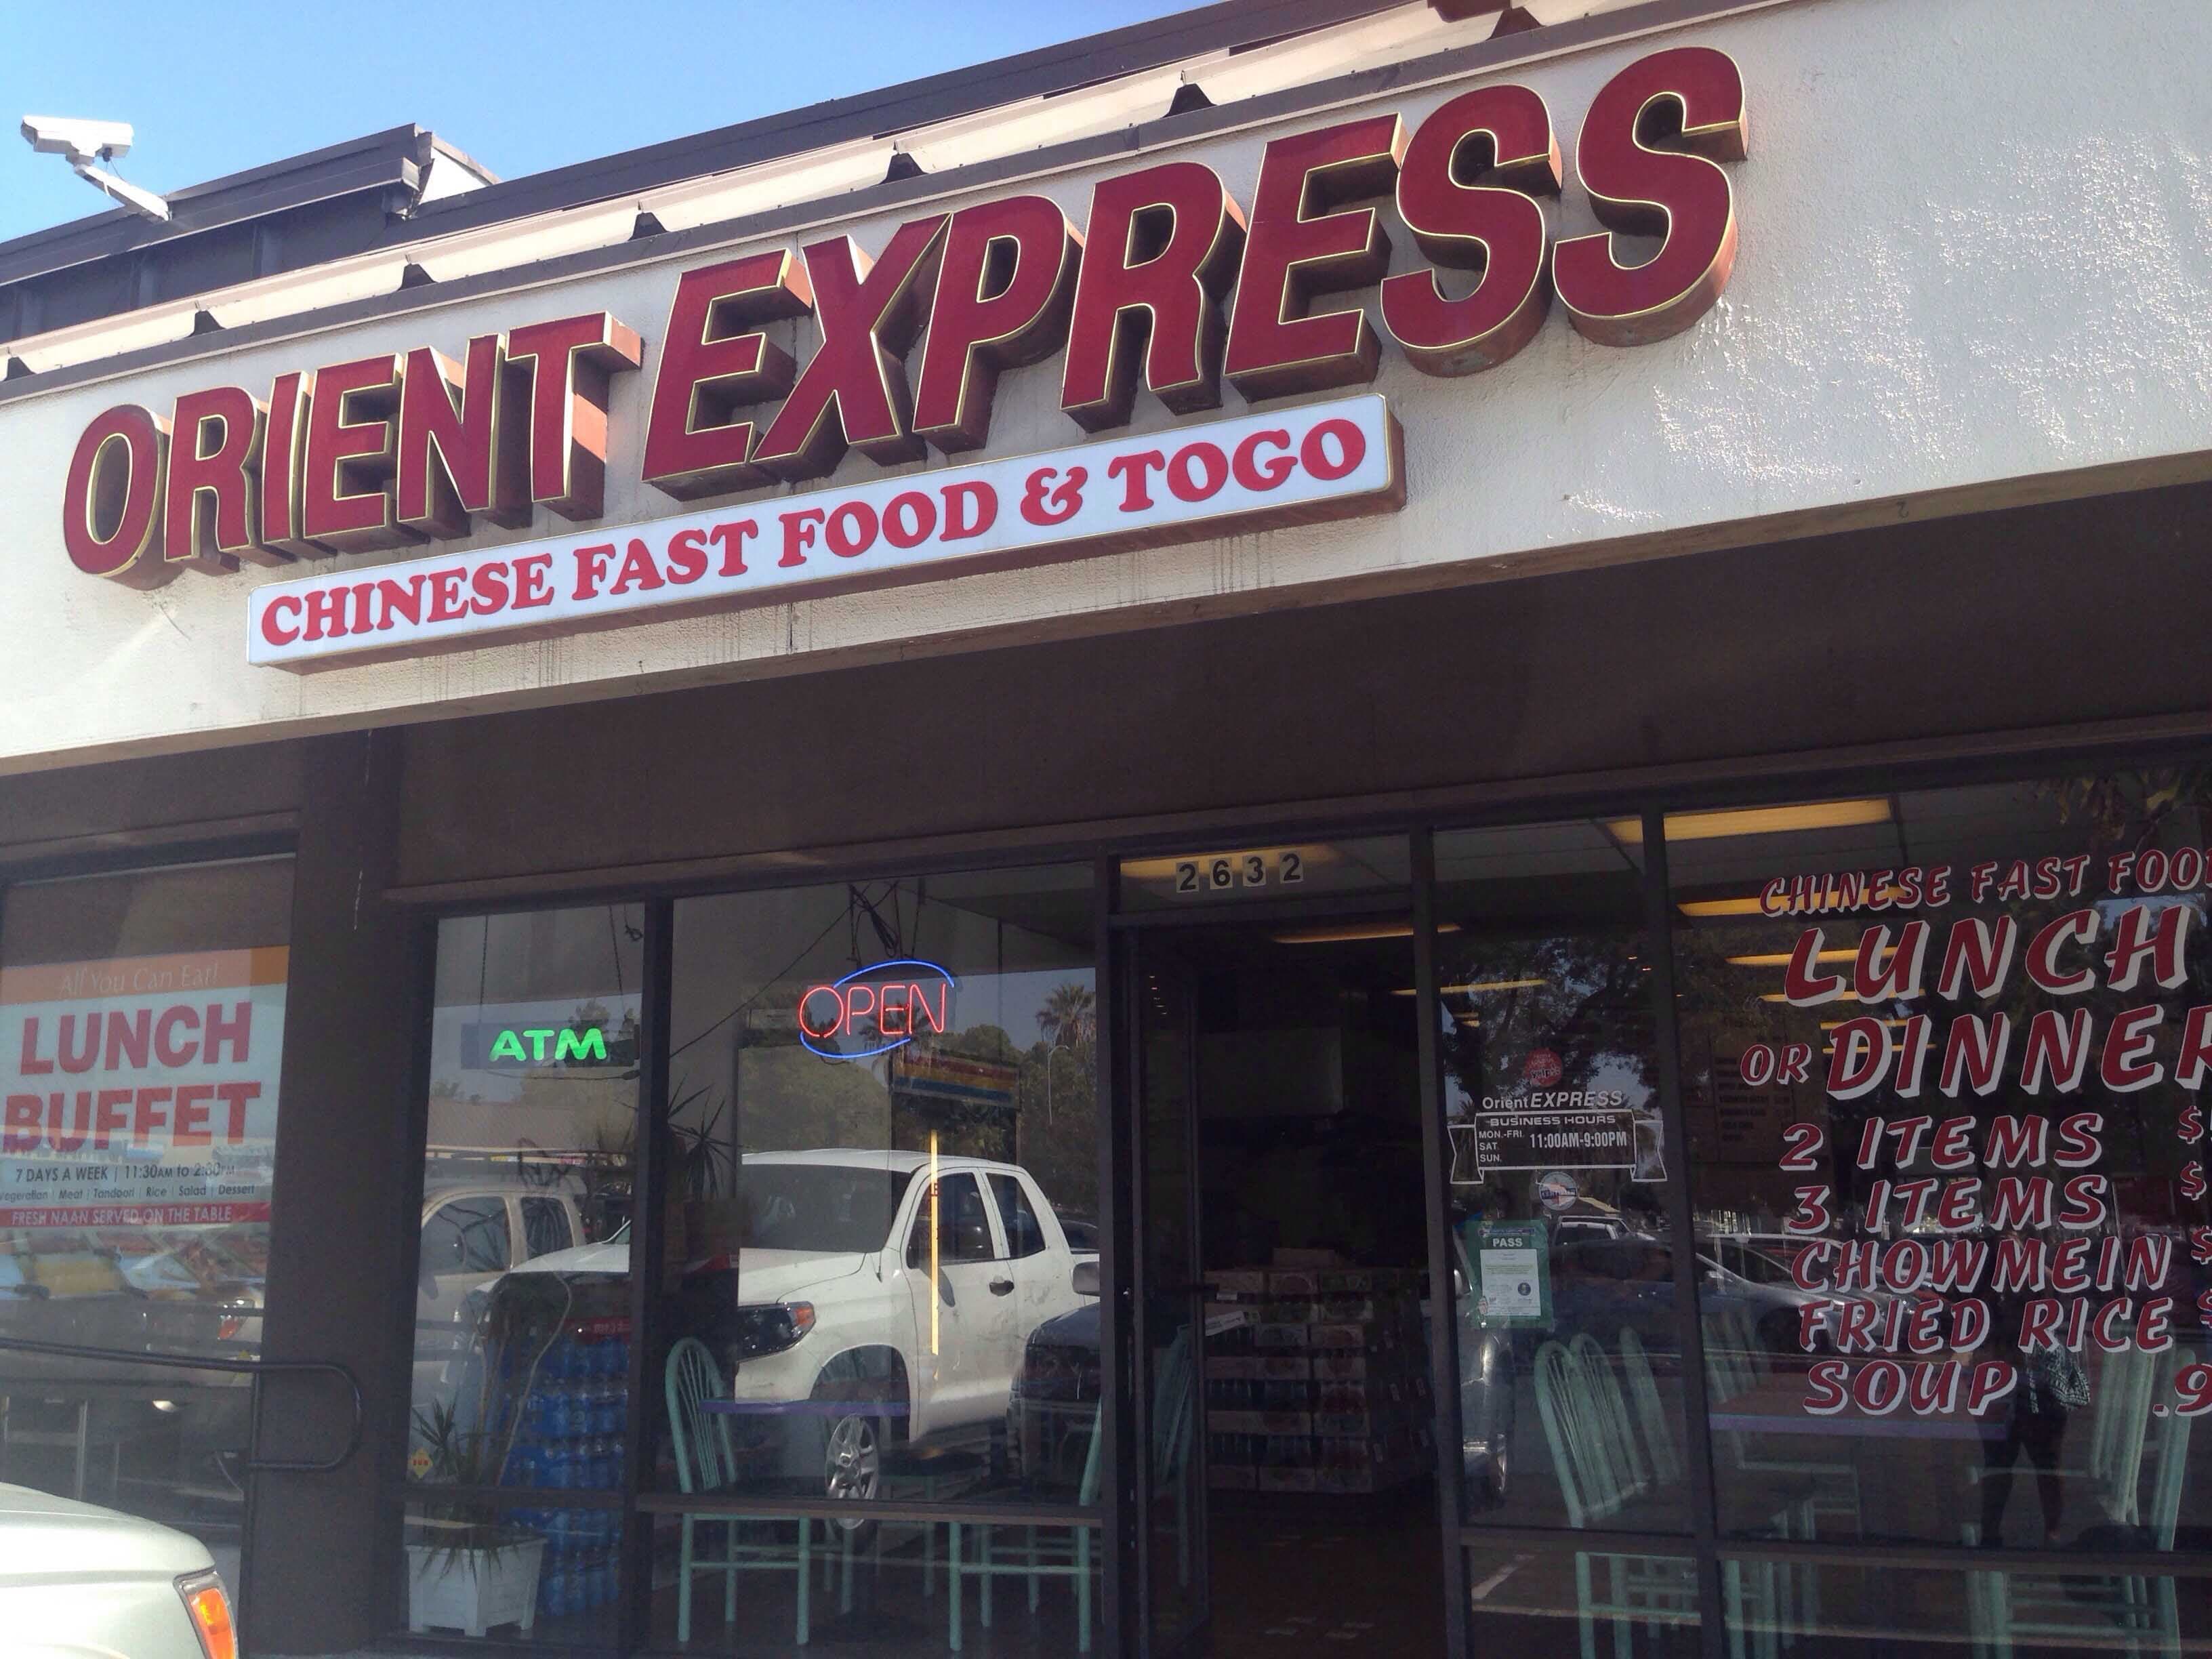 ORIENT EXPRESS
CHINESE FAST FOOD & TOGO
2632
OPEN
ATM
All You Can Eat!
LUNCH
BUFFET
7 DAYS A WEEK | 11:30AM to 2:30PM
Vegeration | Meat | Tandoori | Rice | Salad | Dessert
FRESH NAAN SERVED ON THE TABLE
Orient EXPRESS
BUSINESS HOURS
MON.-FRI. 11:00AM-9:00PM
SAT.
SUN.
PASS
CHINESE FAST FOO
LUNCH
OR DINNER
2 ITEMS $
3 ITEMS $
CHOWMEIN $
FRIED RICE $
SOUP .9